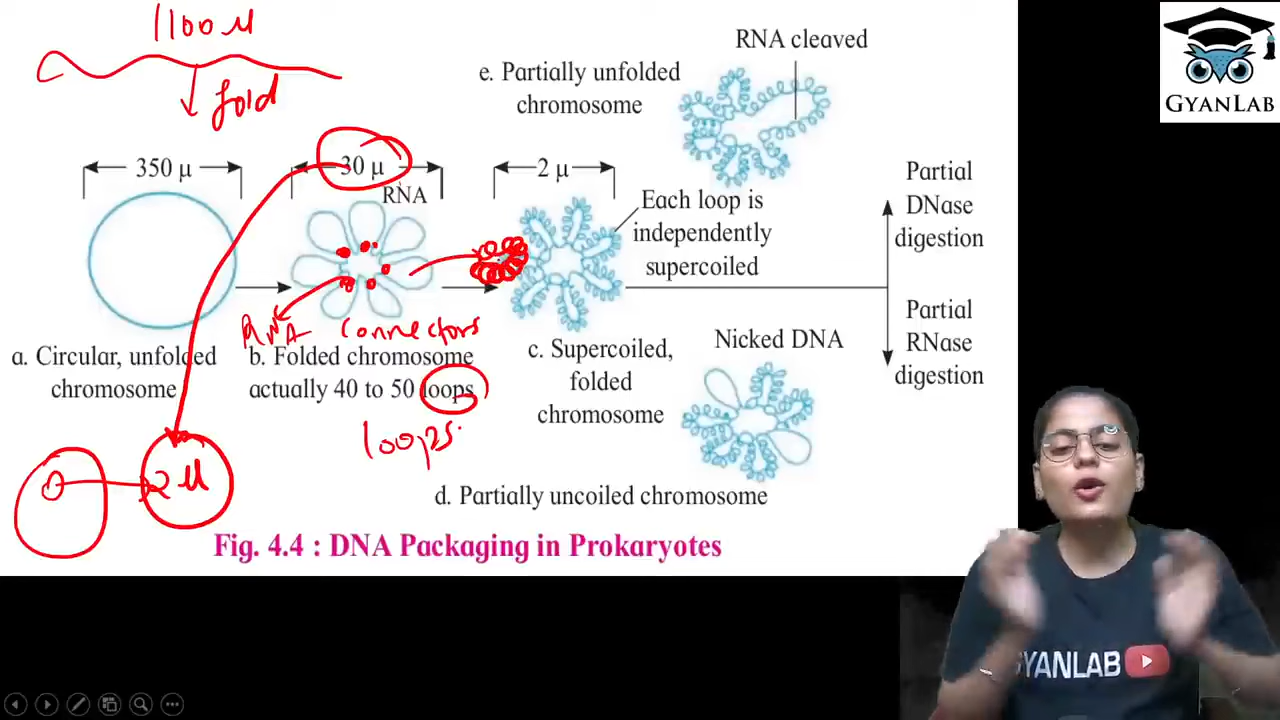 1100 μ
fold
RNA cleaved
e. Partially unfolded
chromosome
350 μ
30 μ
2 μ
RNA
Each loop is
independently
supercoiled
Partial
DNase
digestion
RNA connectors
a. Circular, unfolded
chromosome
b. Folded chromosome
actually 40 to 50 loops
loops
c. Supercoiled,
folded
chromosome
Nicked DNA
Partial
RNase
digestion
2 μ
d. Partially uncoiled chromosome
Fig. 4.4 : DNA Packaging in Prokaryotes
GYANLAB
GYANLAB